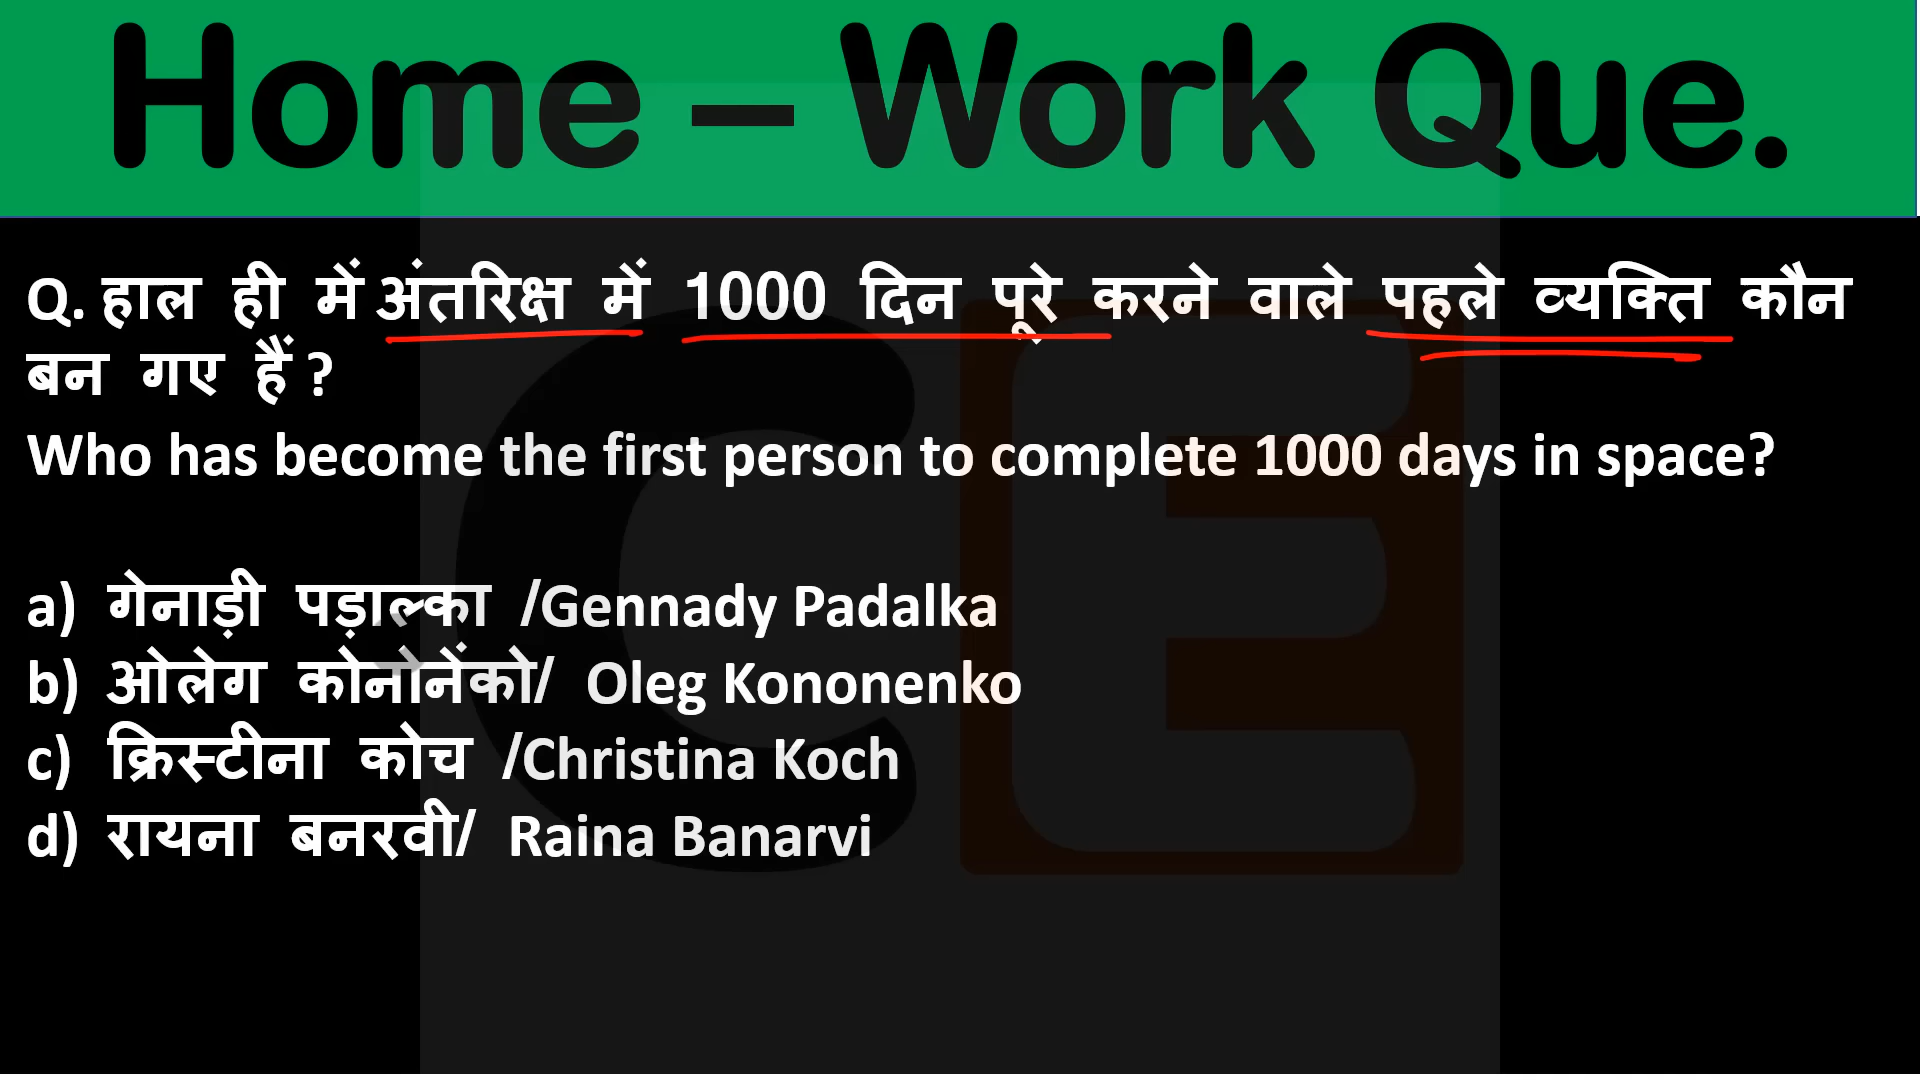 Home – Work Que.
Q. हाल ही में अंतरिक्ष में 1000 दिन पूरे करने वाले पहले व्यक्ति कौन
बन गए हैं ?
Who has become the first person to complete 1000 days in space?
a) गेनाड़ी पड़ाल्का /Gennady Padalka
b) ओलेग कोनोनेंको/ Oleg Kononenko
c) क्रिस्टीना कोच /Christina Koch
d) रायना बनरवी/ Raina Banarvi
CE